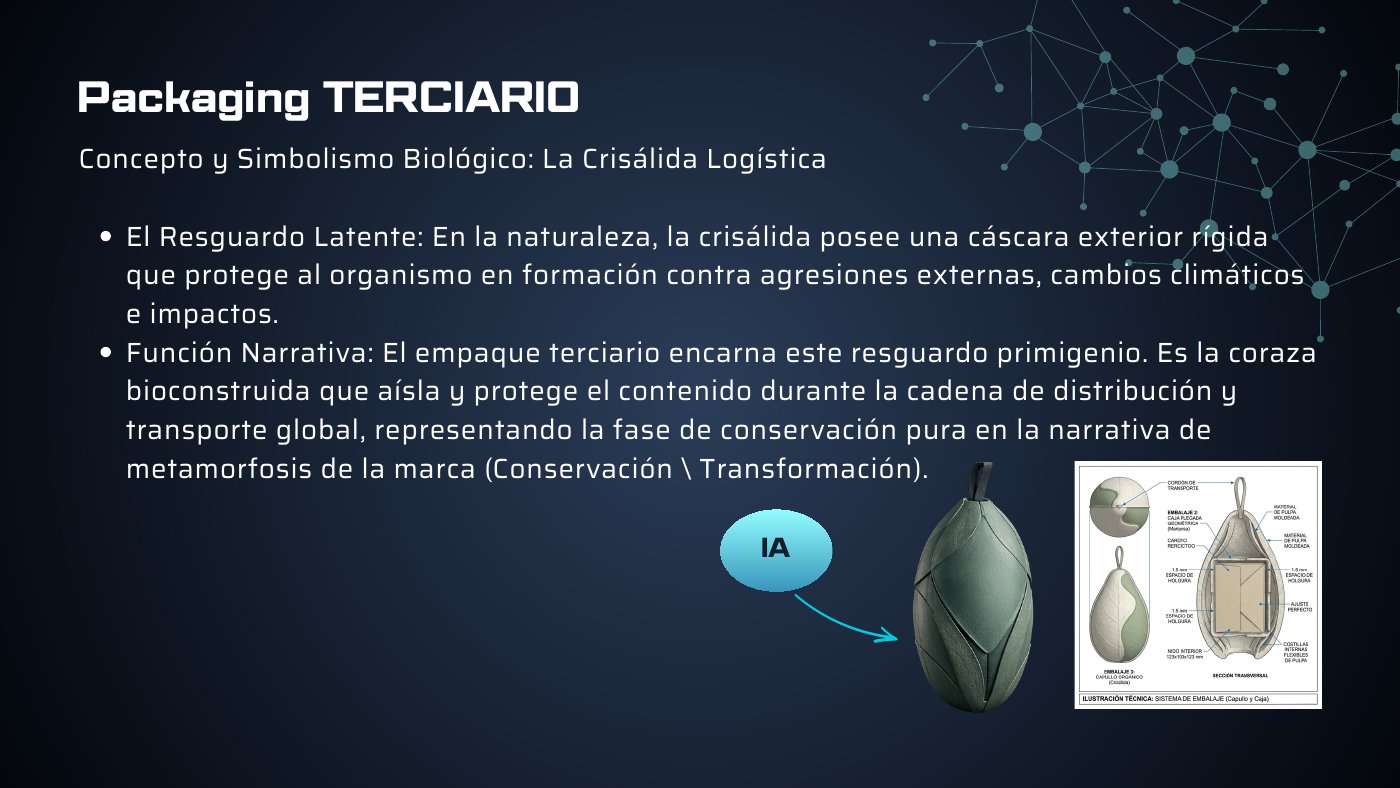 Packaging TERCIARIO
Concepto y Simbolismo Biológico: La Crisálida Logística
• El Resguardo Latente: En la naturaleza, la crisálida posee una cáscara exterior rígida
que protege al organismo en formación contra agresiones externas, cambios climáticos
e impactos.
• Función Narrativa: El empaque terciario encarna este resguardo primigenio. Es la coraza
bioconstruida que aísla y protege el contenido durante la cadena de distribución y
transporte global, representando la fase de conservación pura en la narrativa de
metamorfosis de la marca (Conservación \ Transformación).
IA
CORDÓN DE
TRANSPORTE
EMBALAJE 2:
CAJA PLEGADA
GEOMÉTRICA
(Mariposa)
CARDYO
RERCICTCO
1.5 mm
ESPACIO DE
HOLGURA
1.5 mm
ESPACIO DE
HOLGURA
NIDO INTERIOR
123x109x123 mm
MATERIAL
DE PULPA
MOLDEADA
MATERIAL
DE PULPA
MOLDEADA
1.5 mm
ESPACIO DE
HOLGURA
AJUSTE
PERFECTO
COSTILLAS
INTERNAS
FLEXIBLES
DE PULPA
EMBALAJE 3:
CAPULLO ORGÁNICO
(Crisálida)
SECCIÓN TRANSVERSAL
ILUSTRACIÓN TÉCNICA: SISTEMA DE EMBALAJE (Capullo y Caja)